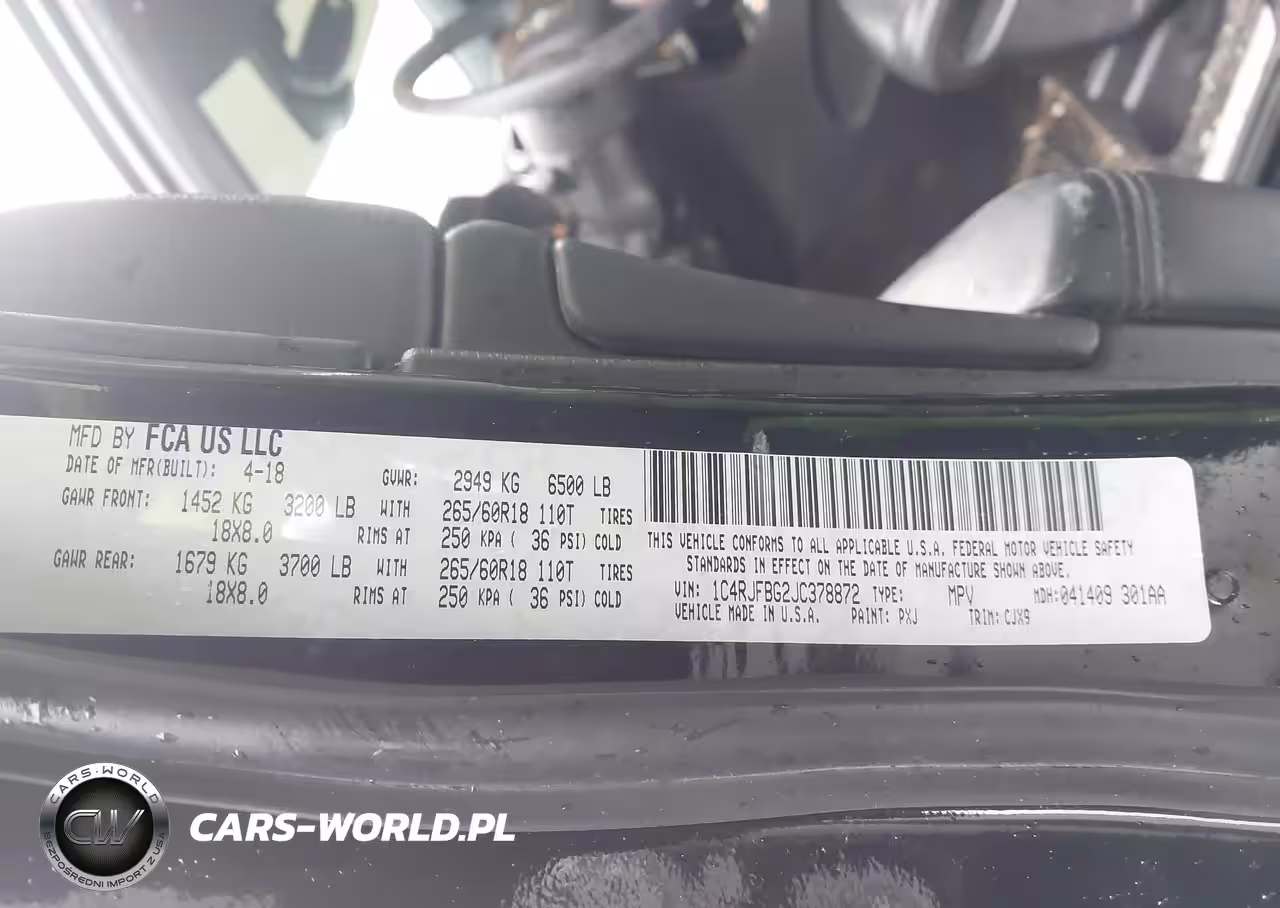 MFD BY FCA US LLC
DATE OF MFR(BUILT): 4-18 GVWR: 2949 KG 6500 LB
GAWR FRONT: 1452 KG 3200 LB WITH 265/60R18 110T TIRES
18X8.0 RIMS AT 250 KPA ( 36 PSI) COLD
GAWR REAR: 1679 KG 3700 LB WITH 265/60R18 110T TIRES
18X8.0 RIMS AT 250 KPA ( 36 PSI) COLD
THIS VEHICLE CONFORMS TO ALL APPLICABLE U.S.A. FEDERAL MOTOR VEHICLE SAFETY
STANDARDS IN EFFECT ON THE DATE OF MANUFACTURE SHOWN ABOVE.
VIN: 1C4RJFBG2JC378872 TYPE: MPV MDH:041409 301AA
VEHICLE MADE IN U.S.A. PAINT: PXJ TRIM: CJX9
CARS-WORLD
CW
BEZPOŚREDNI IMPORT Z USA
CARS-WORLD.PL